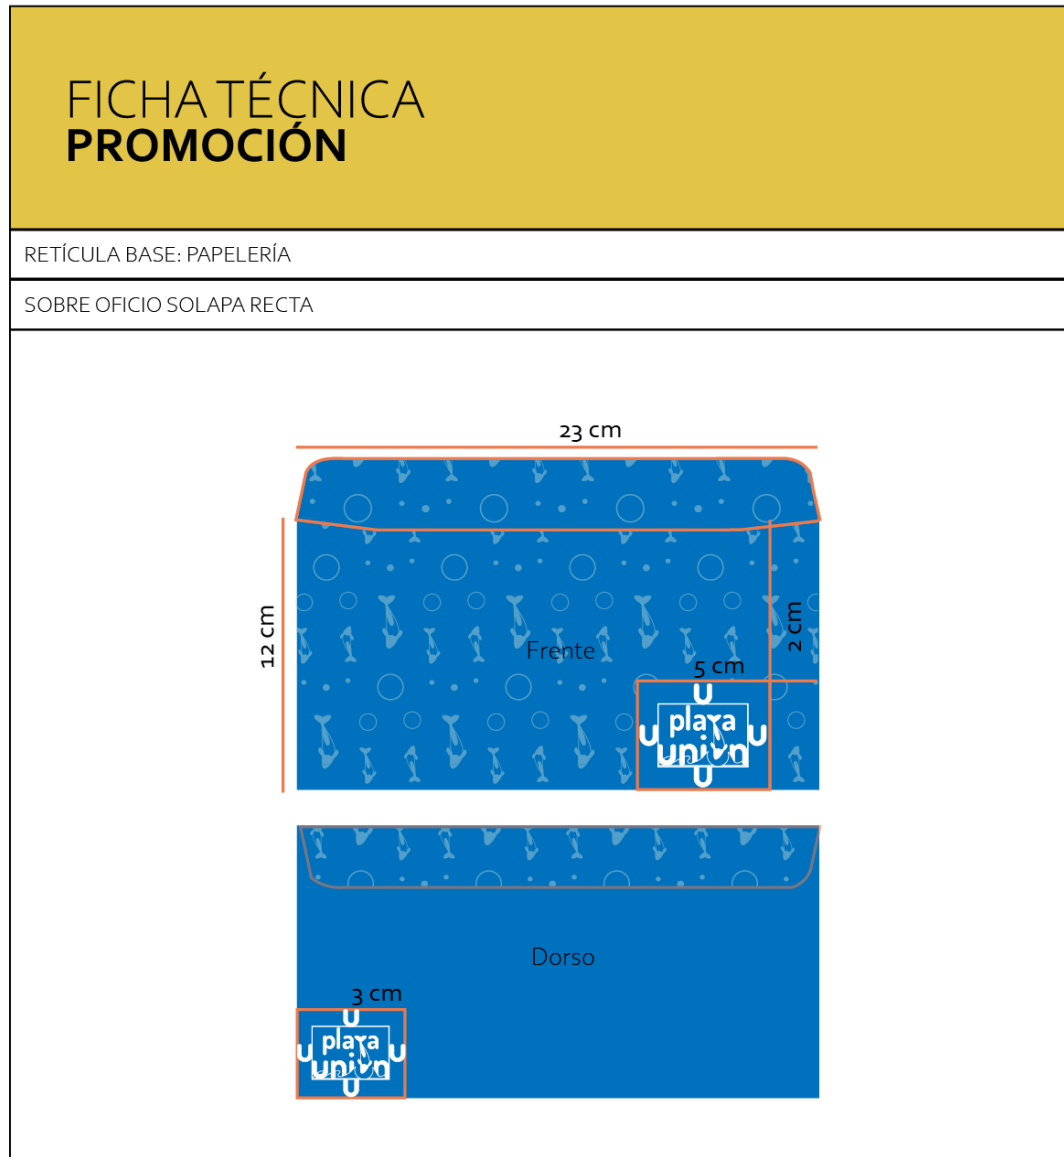 FICHA TÉCNICA
PROMOCIÓN
RETÍCULA BASE: PAPELERÍA
SOBRE OFICIO SOLAPA RECTA
23 cm
12 cm
Frente
2 cm
5 cm
U
playa
U U
unión
U
Dorso
3 cm
U
playa
U U
unión
U